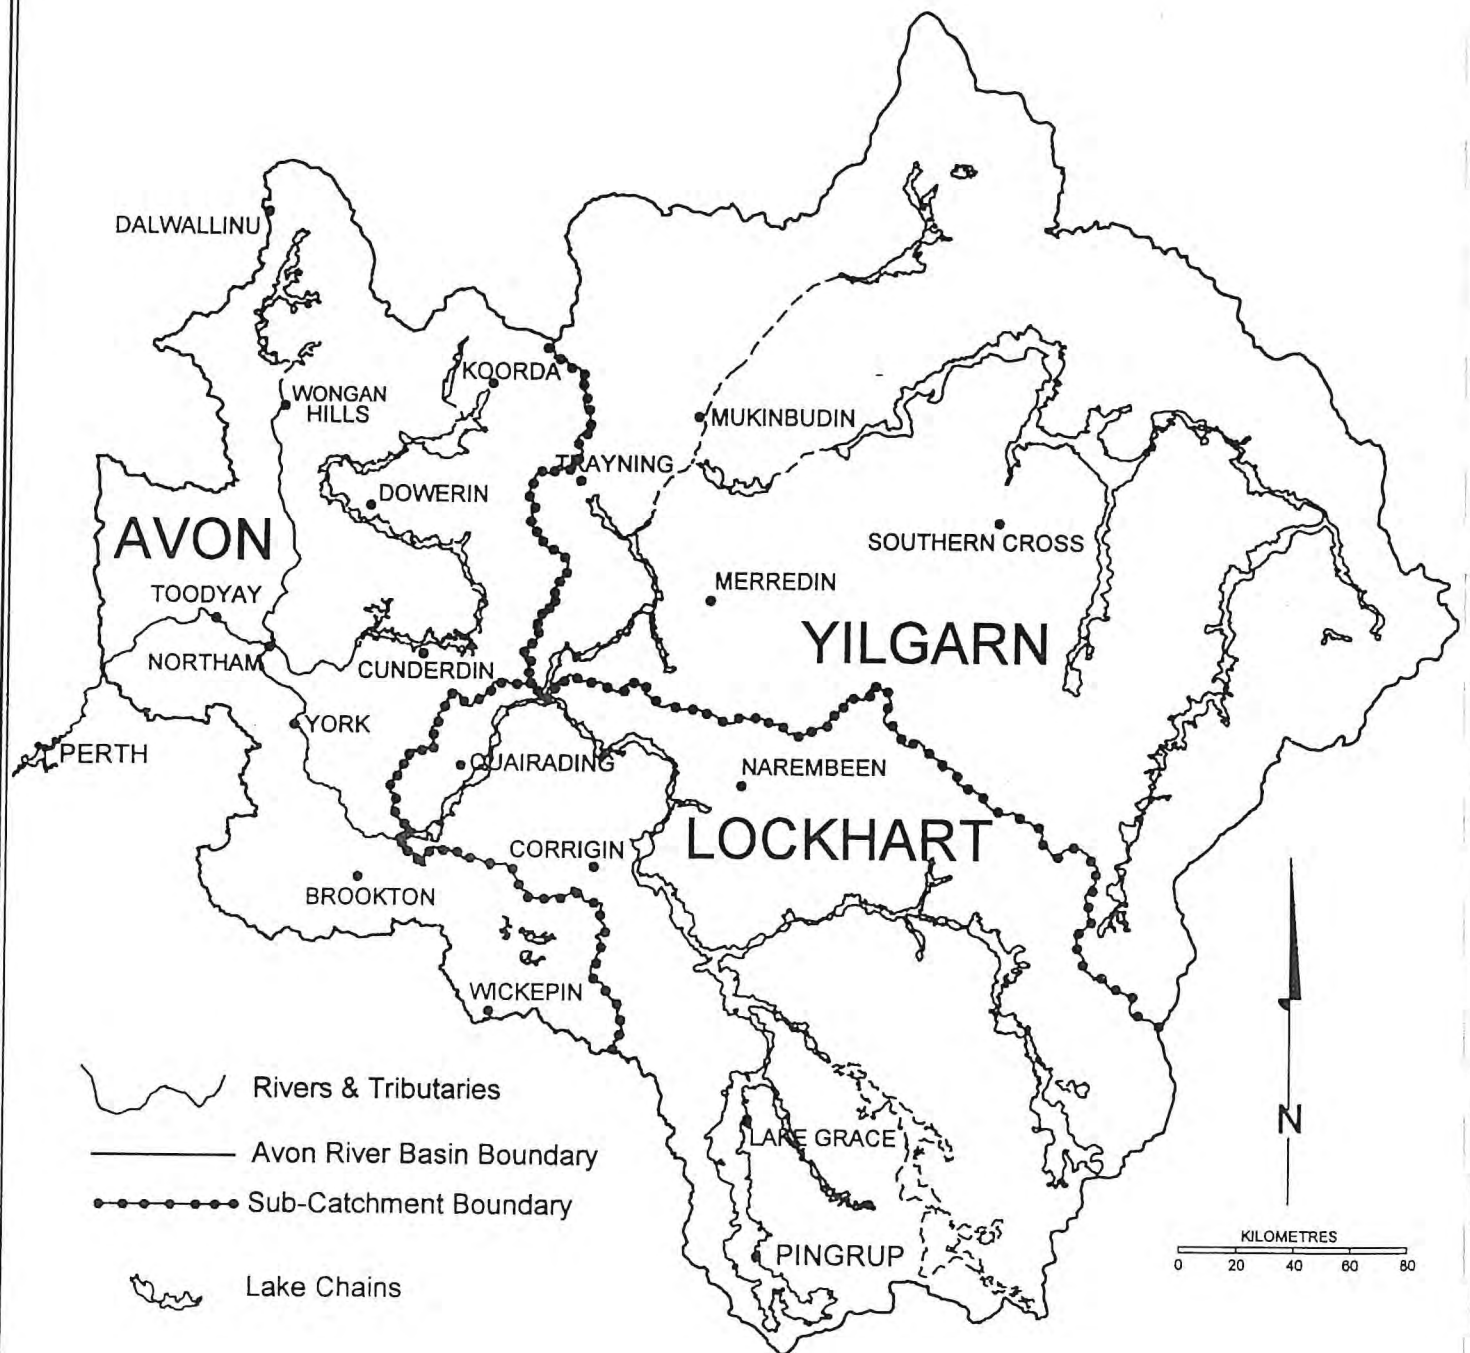 DALWALLINU
KOORDA
WONGAN
HILLS
MUKINBUDIN
TRAYNING
DOWERIN
AVON
SOUTHERN CROSS
MERREDIN
TOODYAY
YILGARN
NORTHAM
CUNDERDIN
YORK
PERTH
QUAIRADING
NAREMBEEN
LOCKHART
CORRIGIN
BROOKTON
WICKEPIN
Rivers & Tributaries
N
LAKE GRACE
Avon River Basin Boundary
Sub-Catchment Boundary
KILOMETRES
PINGRUP
0 20 40 60 80
Lake Chains